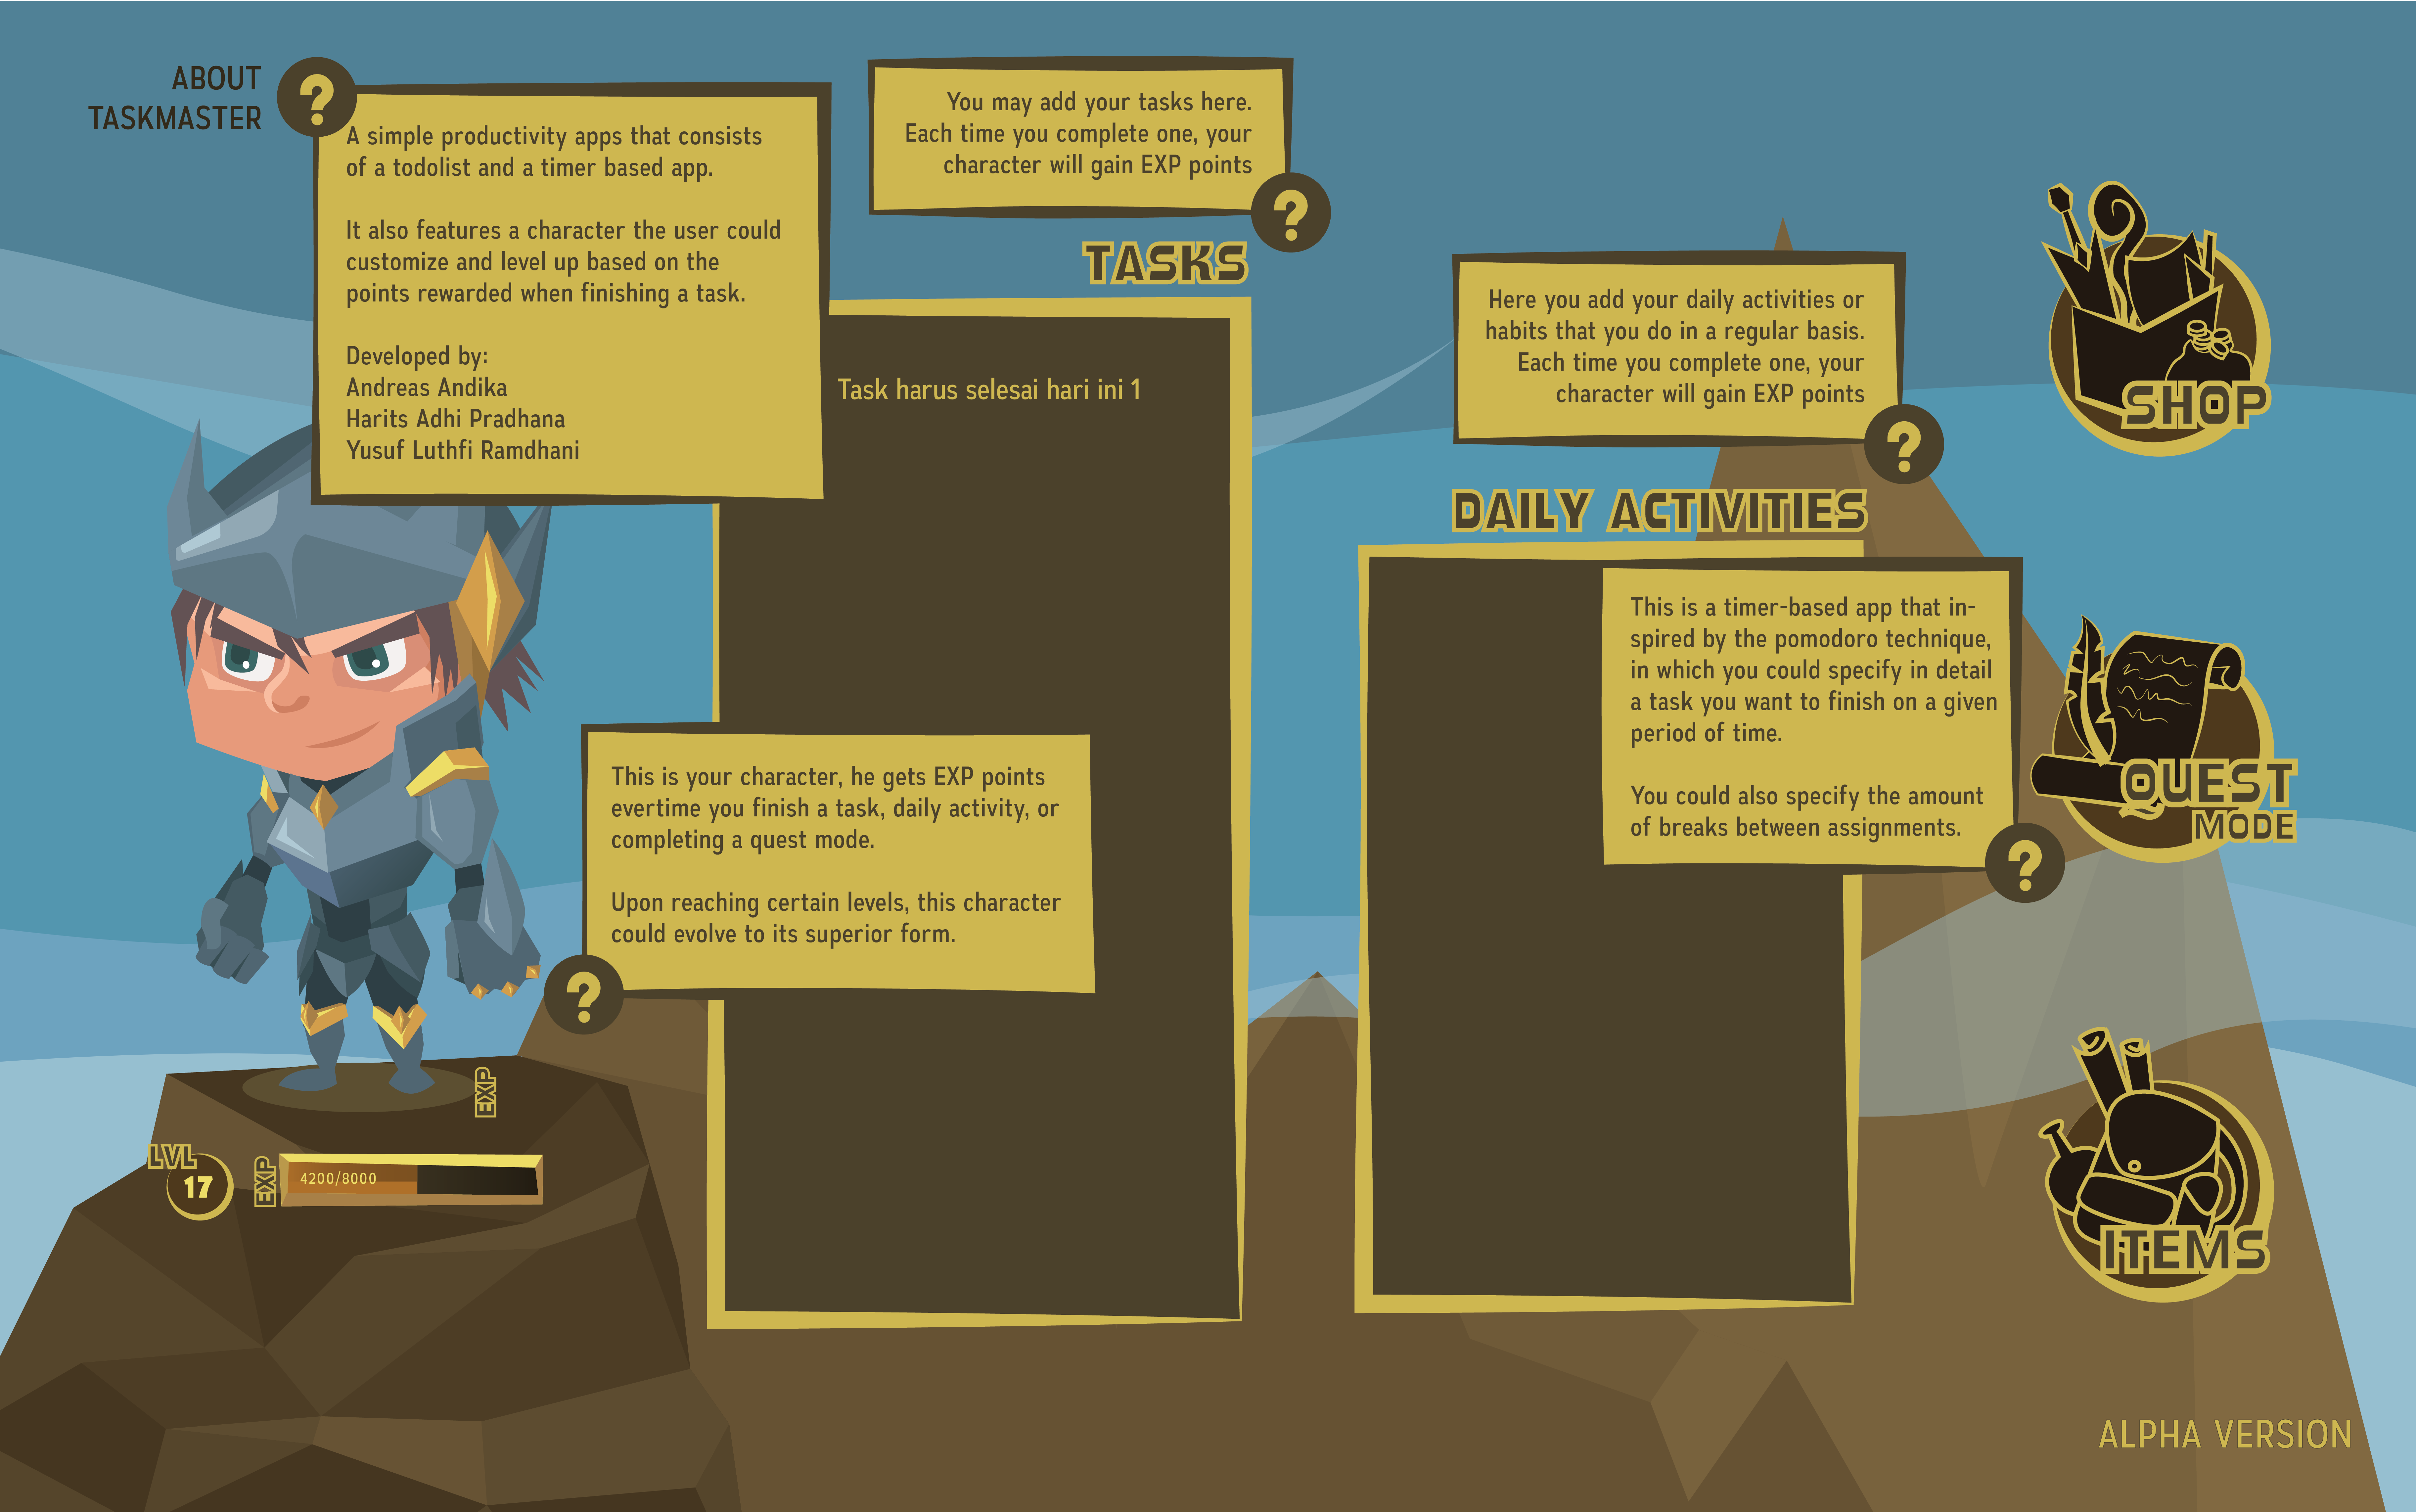 ABOUT
TASKMASTER
?
A simple productivity apps that consists
of a todolist and a timer based app.
It also features a character the user could
customize and level up based on the
points rewarded when finishing a task.
Developed by:
Andreas Andika
Harits Adhi Pradhana
Yusuf Luthfi Ramdhani
You may add your tasks here.
Each time you complete one, your
character will gain EXP points
?
TASKS
Task harus selesai hari ini 1
Here you add your daily activities or
habits that you do in a regular basis.
Each time you complete one, your
character will gain EXP points
?
DAILY ACTIVITIES
This is a timer-based app that in-
spired by the pomodoro technique,
in which you could specify in detail
a task you want to finish on a given
period of time.
You could also specify the amount
of breaks between assignments.
?
This is your character, he gets EXP points
evertime you finish a task, daily activity, or
completing a quest mode.
Upon reaching certain levels, this character
could evolve to its superior form.
?
EXP
LVL
17
EXP
4200/8000
SHOP
QUEST
MODE
ITEMS
ALPHA VERSION